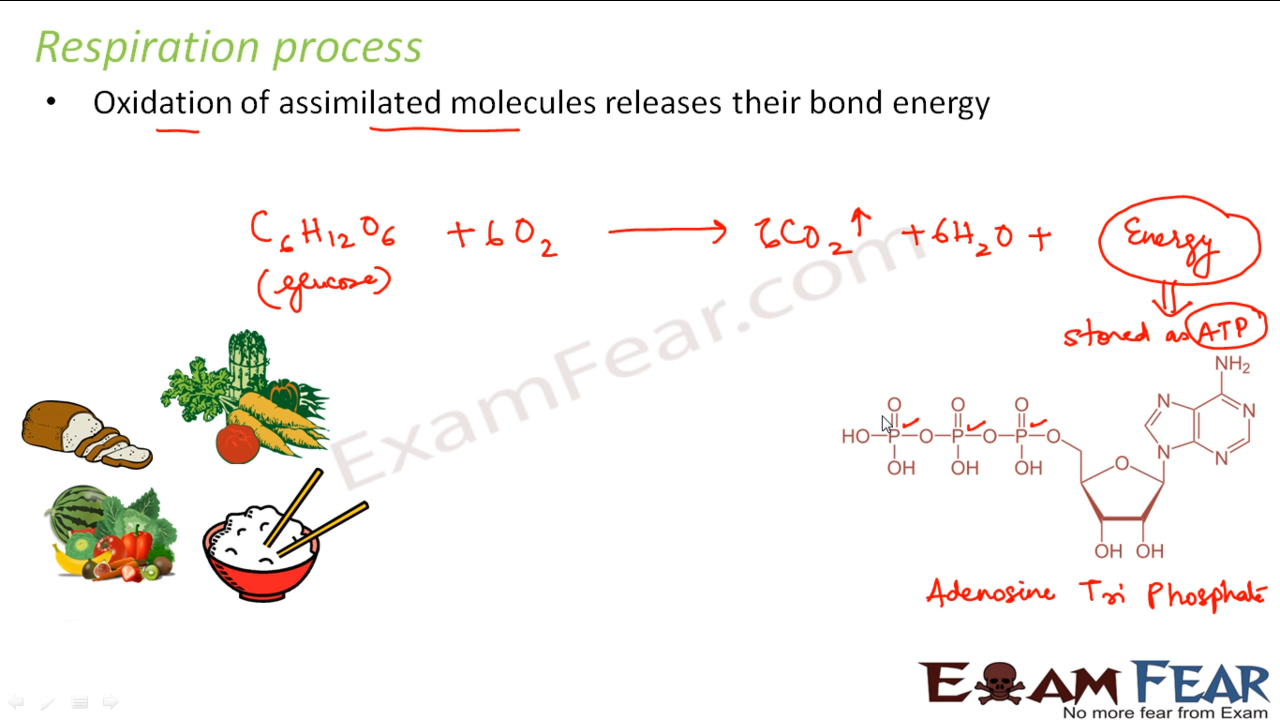 Respiration process
• Oxidation of assimilated molecules releases their bond energy
C6H12O6 + 6O2 → 6CO2↑ + 6H2O + Energy
(glucose)
stored as ATP
ExamFear.com
NH2
N N
O O O
HO P O P O P O O N N
OH OH OH
OH OH
Adenosine Tri Phosphate
EXAM FEAR
No more fear from Exam